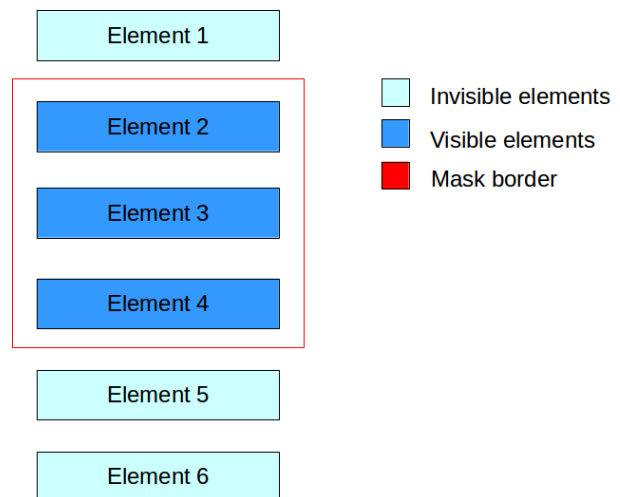 Element 1
Element 2
Element 3
Element 4
Element 5
Element 6
Invisible elements
Visible elements
Mask border